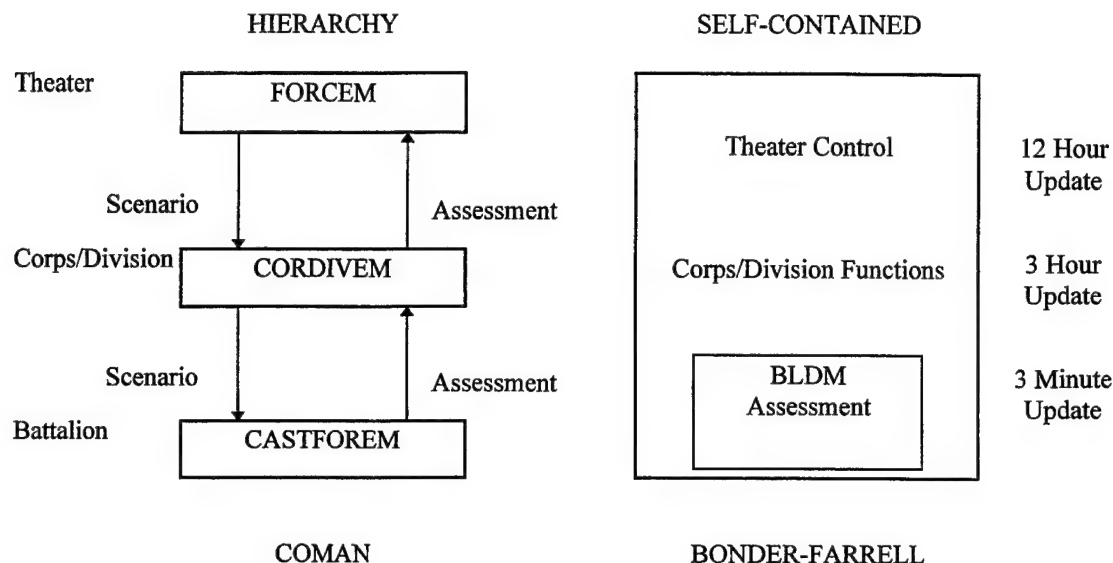 HIERARCHY
SELF-CONTAINED
Theater
FORCEM
Theater Control
12 Hour
Update
Scenario
Assessment
Corps/Division
CORDIVEM
Corps/Division Functions
3 Hour
Update
Scenario
Assessment
BLDM
Assessment
3 Minute
Update
Battalion
CASTFOREM
COMAN
BONDER-FARRELL